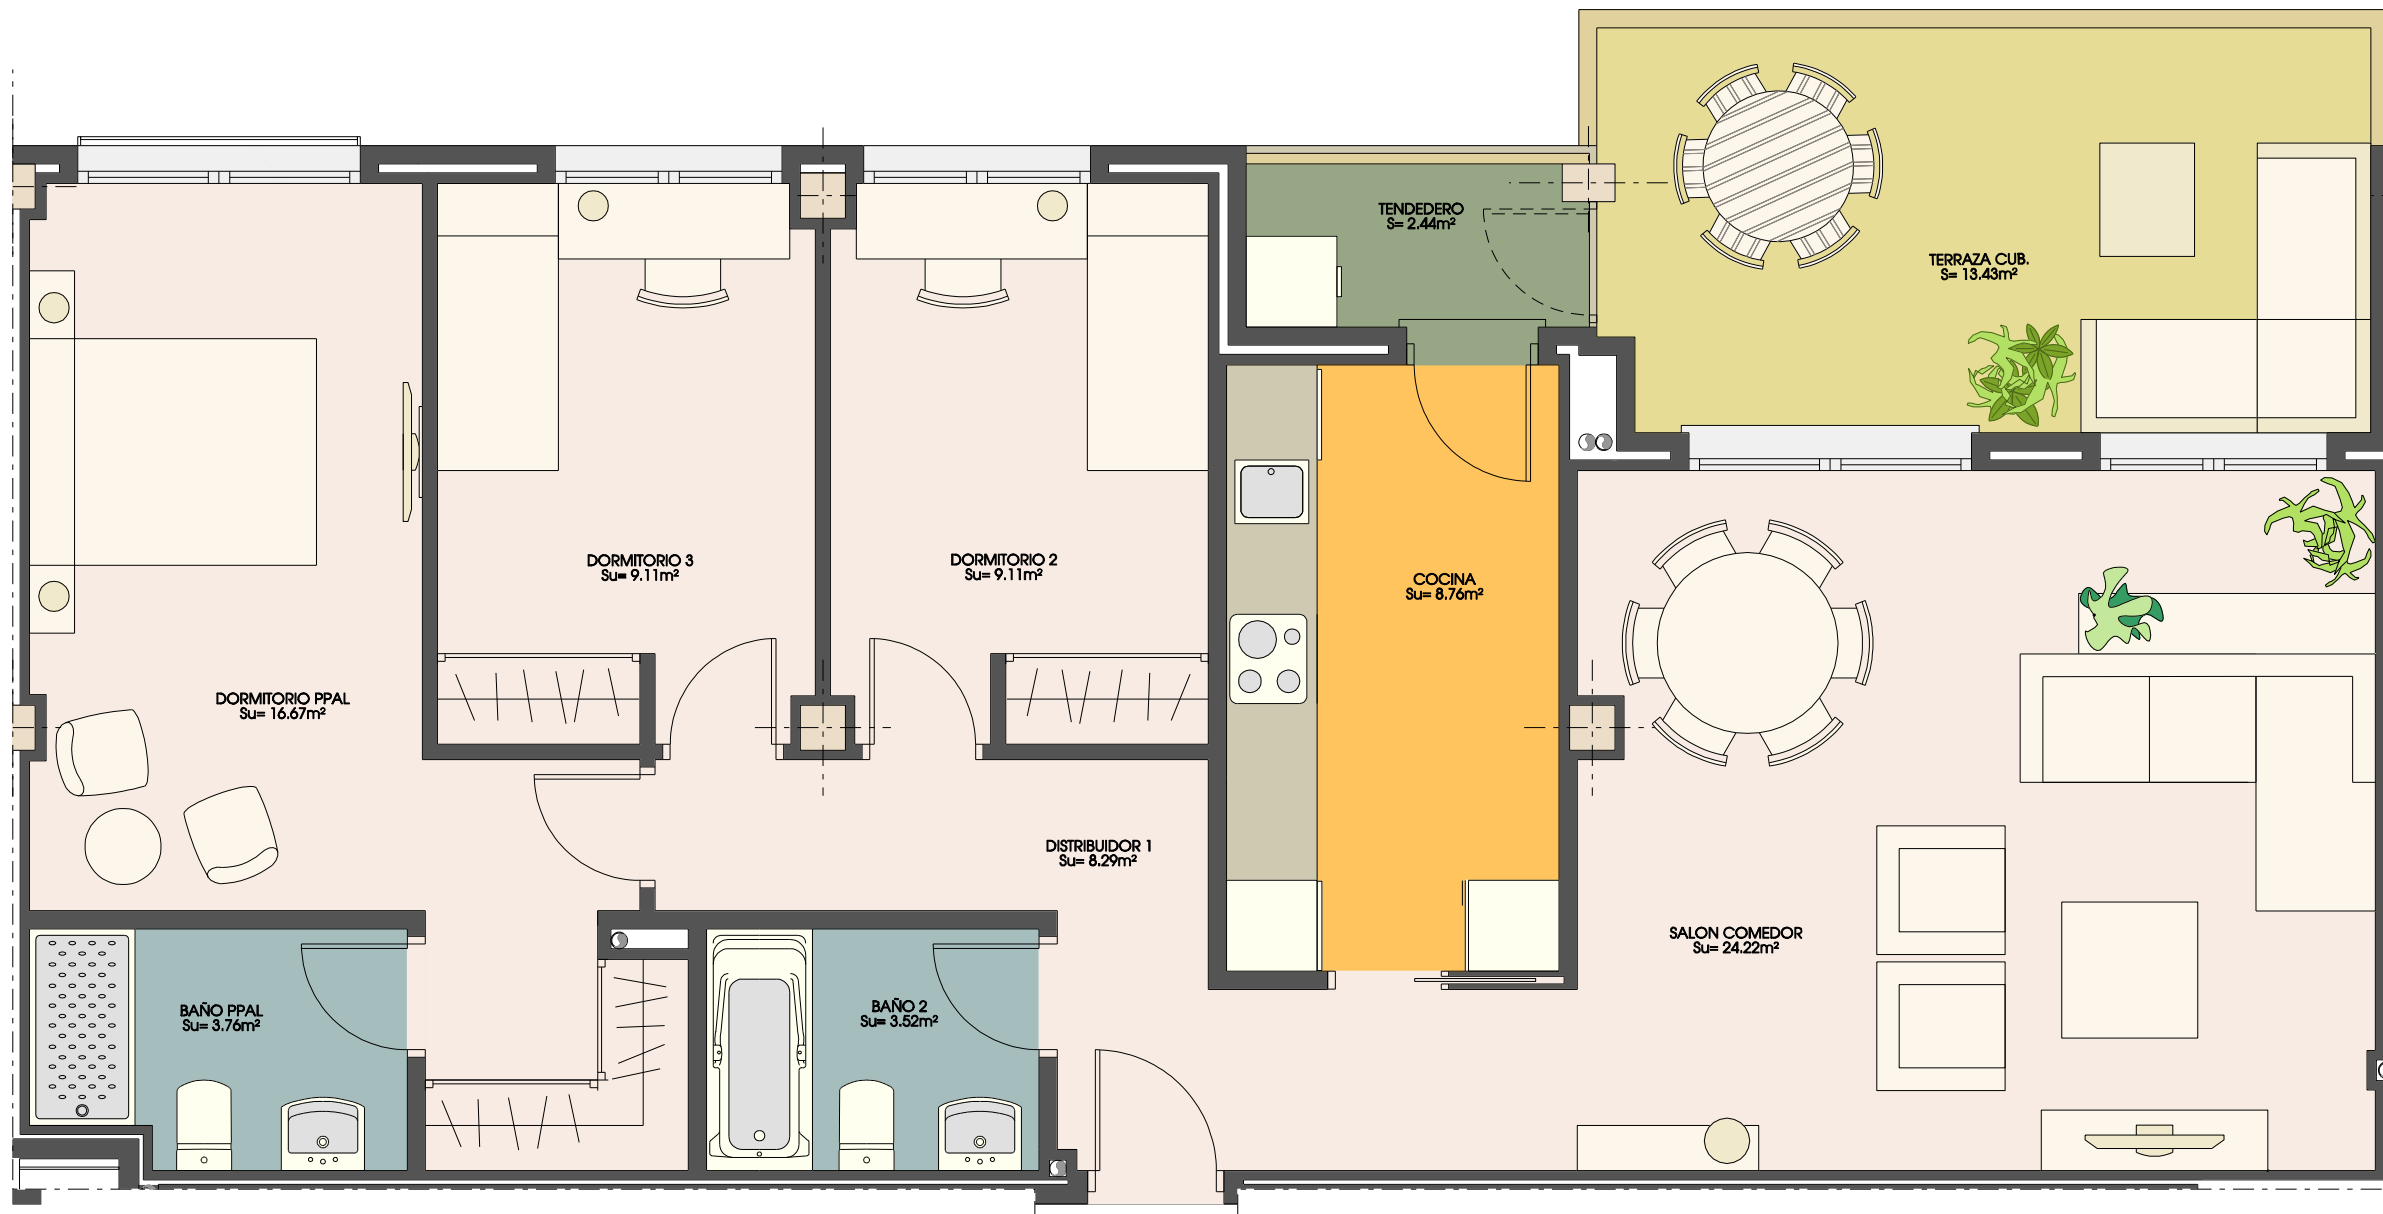 TENDEDERO
S= 2.44m²
TERRAZA CUB.
S= 13.43m²
DORMITORIO 3
Su= 9.11m²
DORMITORIO 2
Su= 9.11m²
COCINA
Su= 8.76m²
DORMITORIO PPAL
Su= 16.67m²
DISTRIBUIDOR 1
Su= 8.29m²
SALON COMEDOR
Su= 24.22m²
BAÑO PPAL
Su= 3.76m²
BAÑO 2
Su= 3.52m²